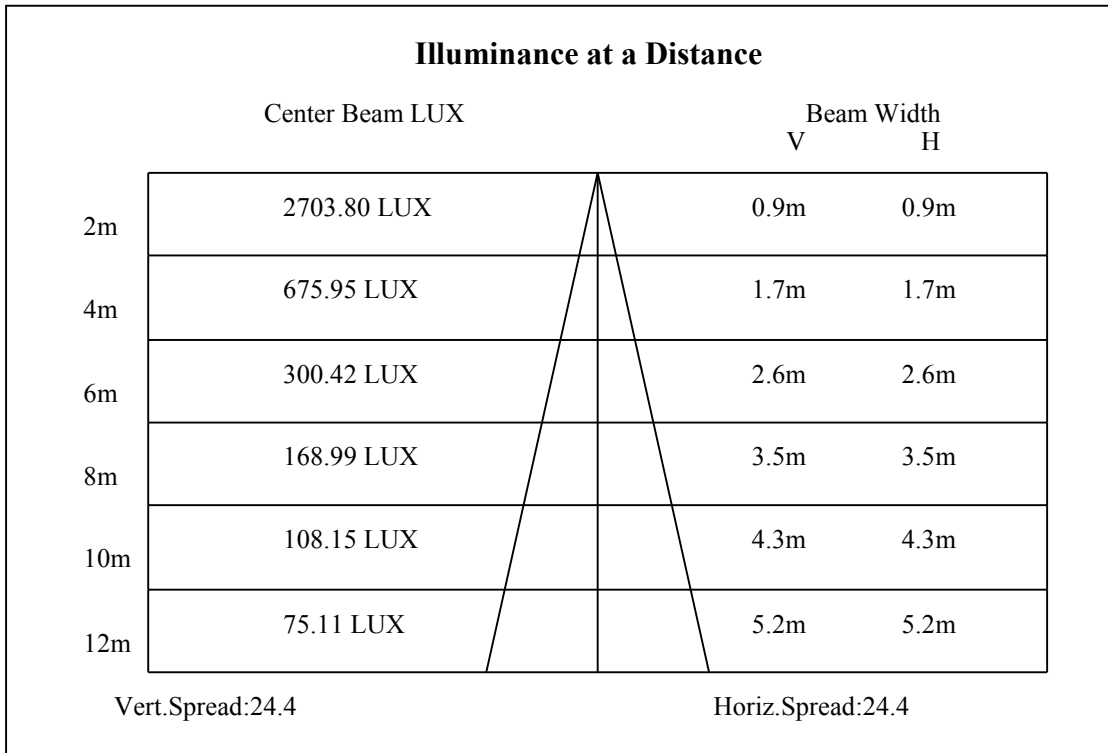 Illuminance at a Distance
Center Beam LUX Beam Width
V H
2m 2703.80 LUX 0.9m 0.9m
4m 675.95 LUX 1.7m 1.7m
6m 300.42 LUX 2.6m 2.6m
8m 168.99 LUX 3.5m 3.5m
10m 108.15 LUX 4.3m 4.3m
12m 75.11 LUX 5.2m 5.2m
Vert.Spread:24.4 Horiz.Spread:24.4